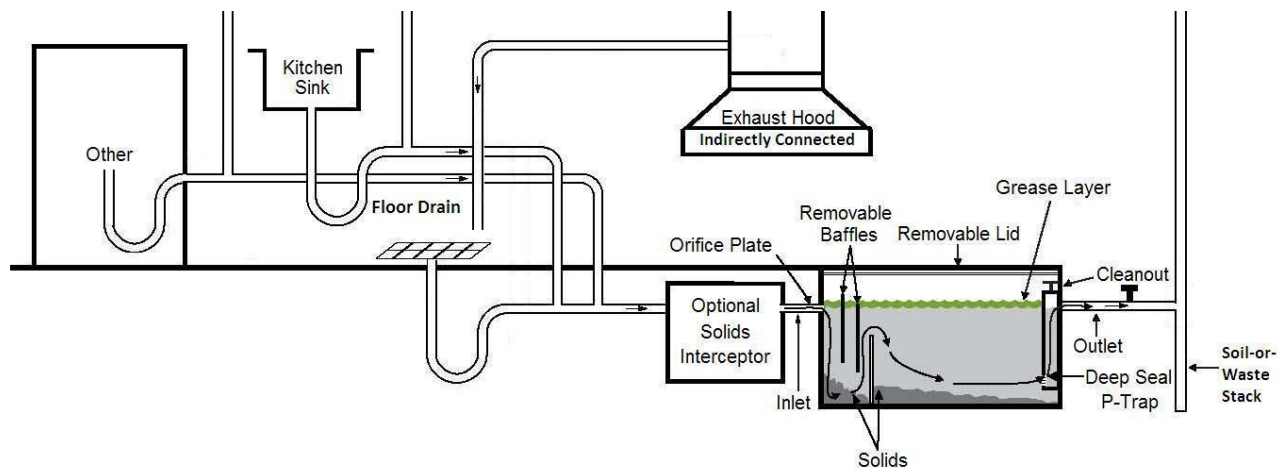 Kitchen
Sink
Other
Floor Drain
Exhaust Hood
Indirectly Connected
Grease Layer
Removable
Baffles
Removable Lid
Orifice Plate
Cleanout
Optional
Solids
Interceptor
Inlet
Outlet
Deep Seal
P-Trap
Solids
Soil-or-
Waste
Stack